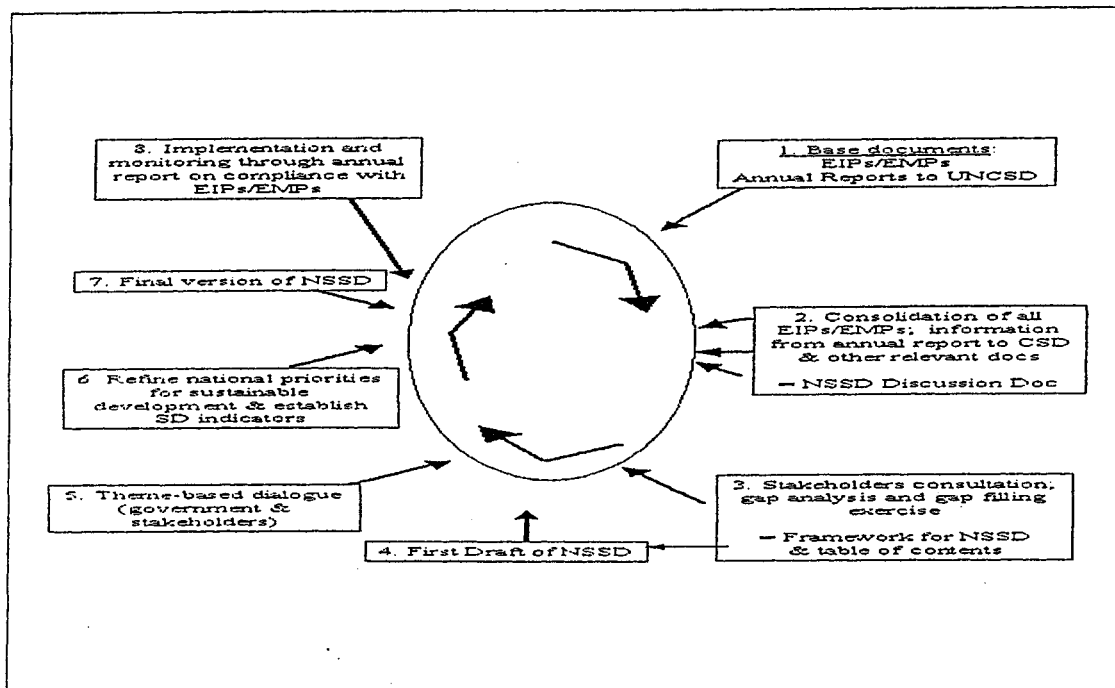 1. Base documents:
EIPs/EMPs
Annual Reports to UNCSD
2. Consolidation of all
EIPs/EMPs; information
from annual report to CSD
& other relevant docs
– NSSD Discussion Doc
3. Stakeholders consultation;
gap analysis and gap filling
exercise
– Framework for NSSD
& table of contents
4. First Draft of NSSD
5. Theme-based dialogue
(government &
stakeholders)
6 Refine national priorities
for sustainable
development & establish
SD indicators
7. Final version of NSSD
8. Implementation and
monitoring through annual
report on compliance with
EIPs/EMPs